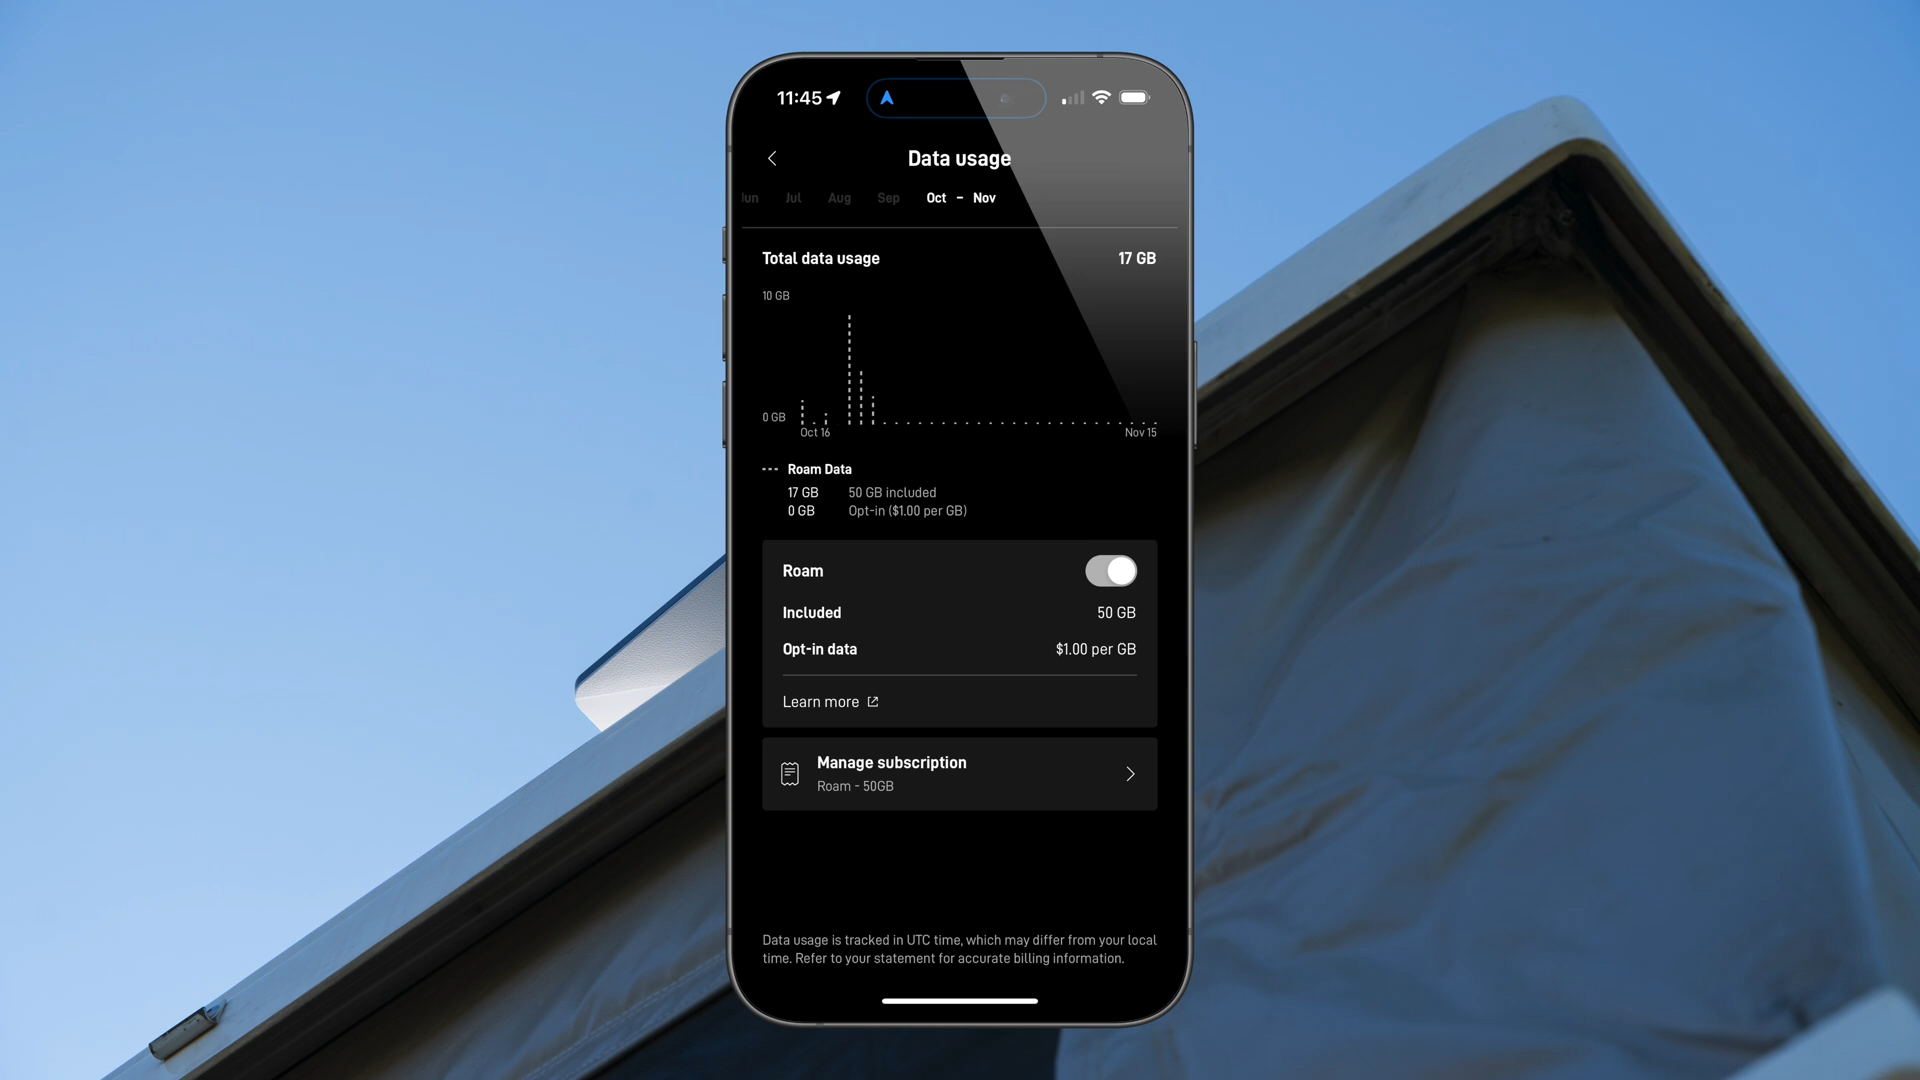 11:45
Data usage
Jul Aug Sep Oct – Nov
Total data usage 17 GB
10 GB
0 GB
Oct 16 Nov 15
Roam Data
17 GB 50 GB included
0 GB Opt-in ($1.00 per GB)
Roam
Included 50 GB
Opt-in data $1.00 per GB
Learn more
Manage subscription
Roam - 50GB
Data usage is tracked in UTC time, which may differ from your local
time. Refer to your statement for accurate billing information.